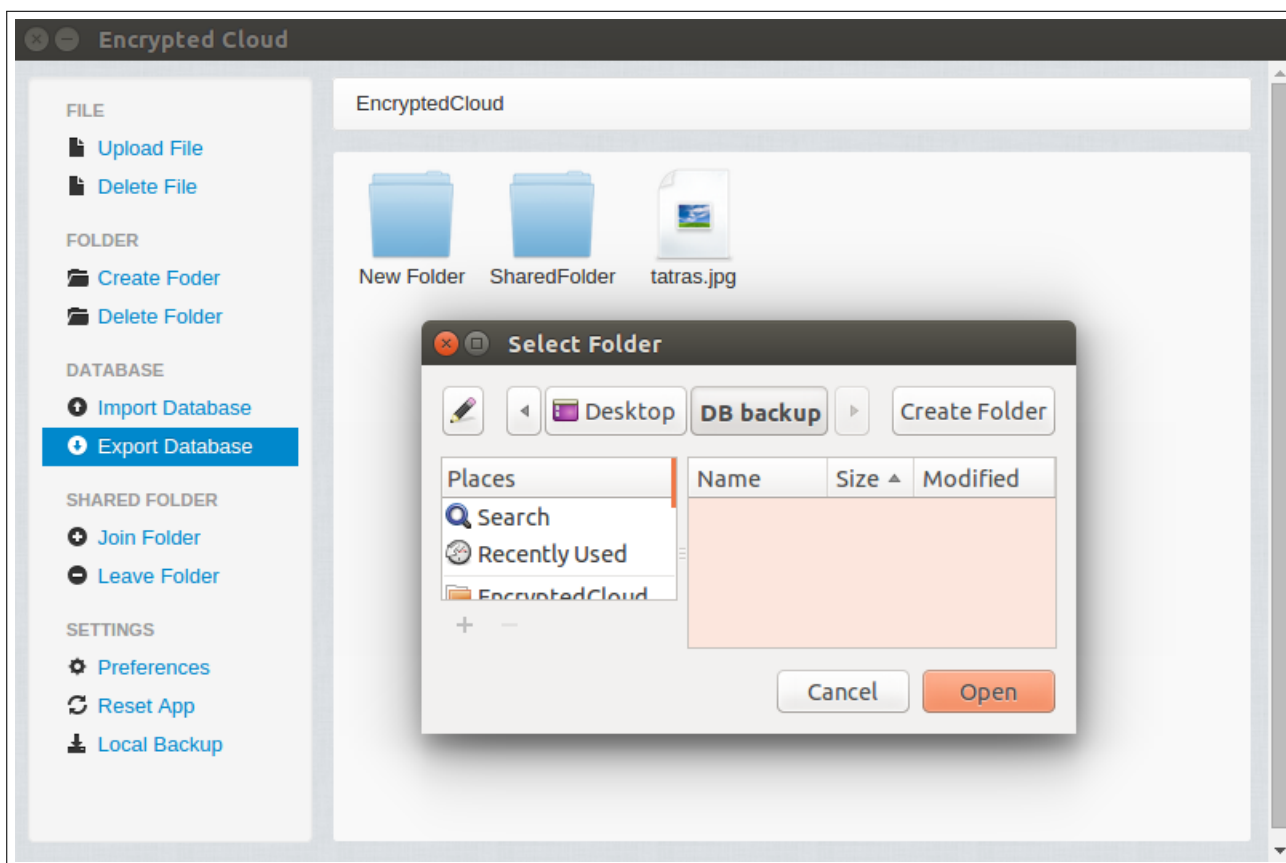 Encrypted Cloud
FILE
Upload File
Delete File
FOLDER
Create Foder
Delete Folder
DATABASE
Import Database
Export Database
SHARED FOLDER
Join Folder
Leave Folder
SETTINGS
Preferences
Reset App
Local Backup
EncryptedCloud
New Folder SharedFolder tatras.jpg
Select Folder
Desktop DB backup Create Folder
Places
Search
Recently Used
EncryptedCloud
Name Size Modified
Cancel Open